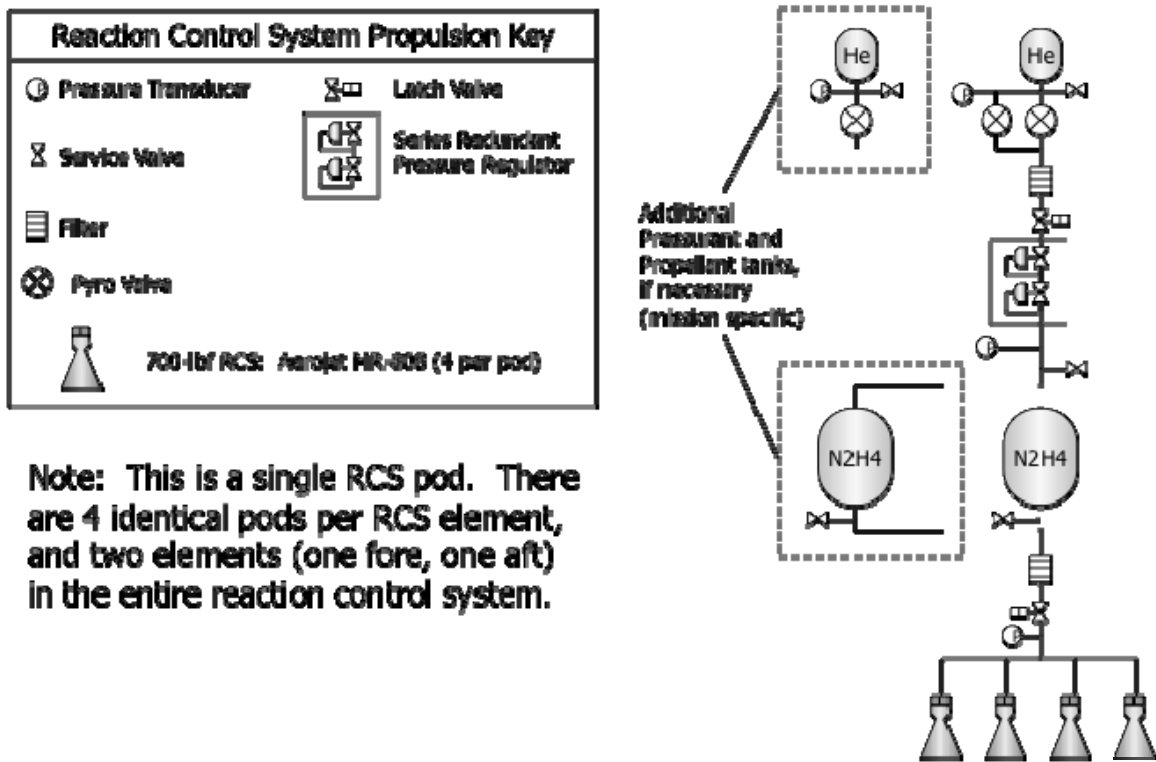 Reaction Control System Propulsion Key
Pressure Transducer
Latch Valve
Service Valve
Series Redundant
Pressure Regulator
Filter
Pyro Valve
700-lbf RCS: Aerojet MR-80B (4 per pod)
Note: This is a single RCS pod. There
are 4 identical pods per RCS element,
and two elements (one fore, one aft)
in the entire reaction control system.
He
He
Additional
Pressurant and
Propellant tanks,
if necessary
(mission specific)
N2H4
N2H4